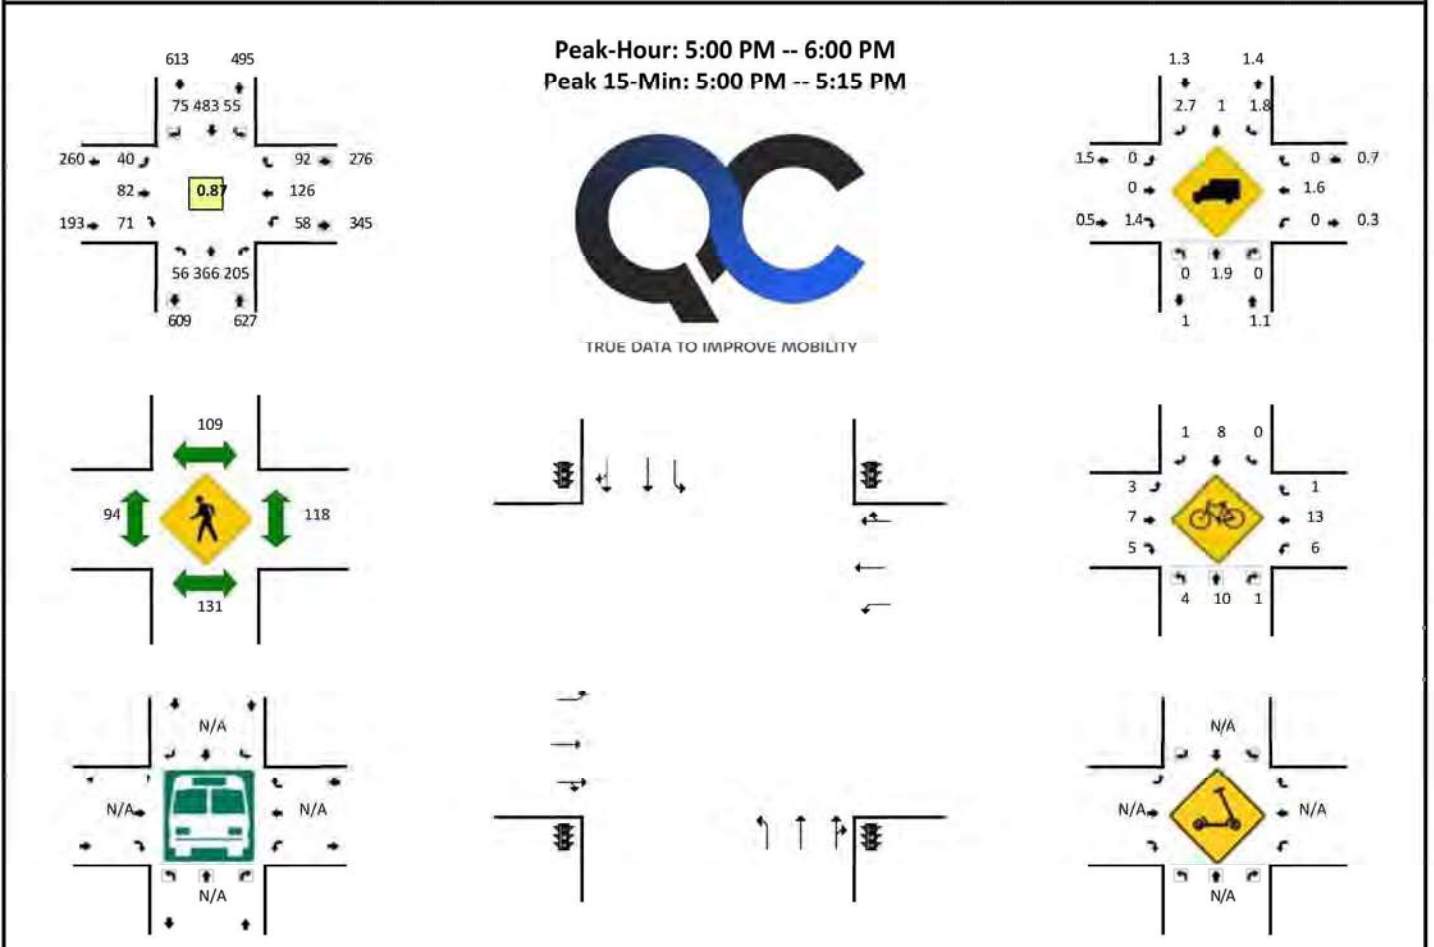 Peak-Hour: 5:00 PM -- 6:00 PM
Peak 15-Min: 5:00 PM -- 5:15 PM
613 495
75 483 55
260 40 92 276
82 0.87 126
193 71 58 345
56 366 205
609 627
QC
TRUE DATA TO IMPROVE MOBILITY
1.3 1.4
2.7 1 1.8
1.5 0 0 0.7
0 1.6
0.5 1.4 0 0.3
0 1.9 0
1 1.1
109
94 118
131
1 8 0
3 1
7 13
5 6
4 10 1
N/A
N/A N/A
N/A
N/A
N/A N/A
N/A